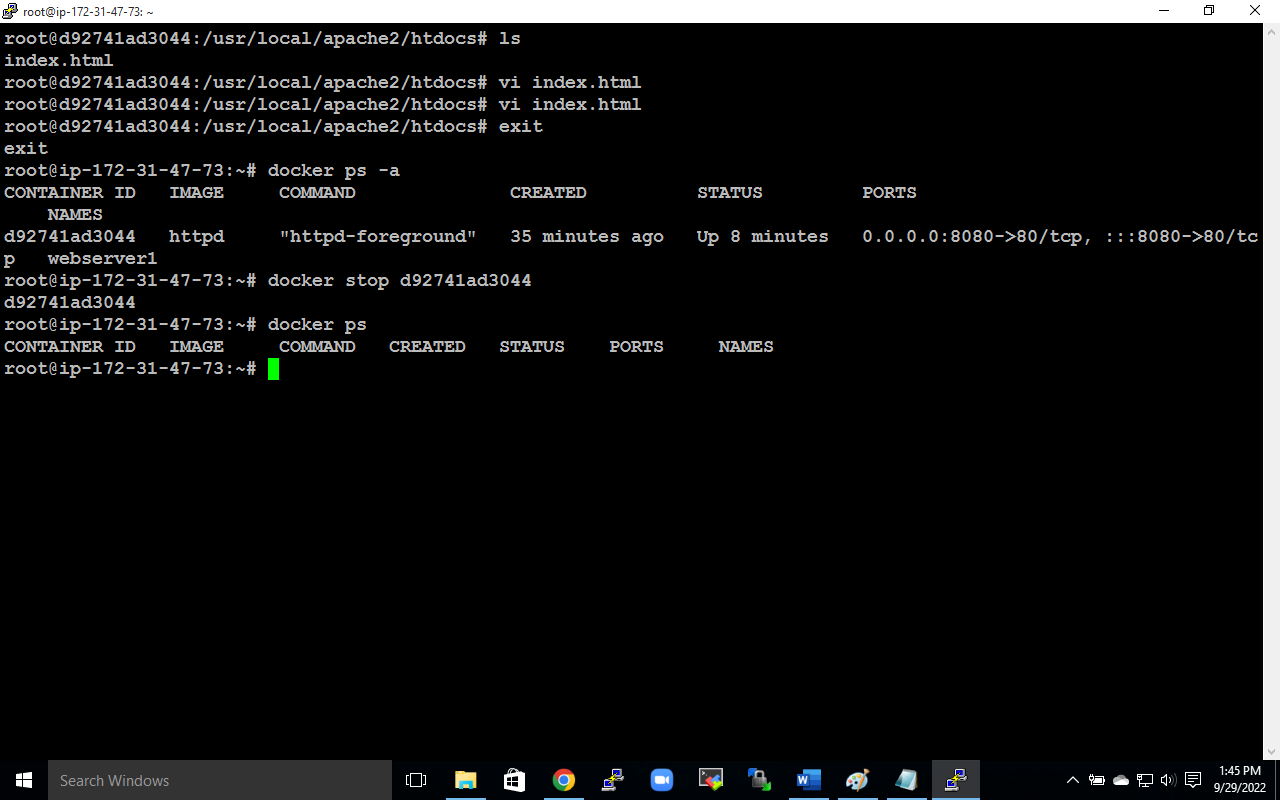 root@ip-172-31-47-73: ~
root@d92741ad3044:/usr/local/apache2/htdocs# ls
index.html
root@d92741ad3044:/usr/local/apache2/htdocs# vi index.html
root@d92741ad3044:/usr/local/apache2/htdocs# vi index.html
root@d92741ad3044:/usr/local/apache2/htdocs# exit
exit
root@ip-172-31-47-73:~# docker ps -a
CONTAINER ID   IMAGE     COMMAND              CREATED          STATUS         PORTS
    NAMES
d92741ad3044   httpd     "httpd-foreground"   35 minutes ago   Up 8 minutes   0.0.0.0:8080->80/tcp, :::8080->80/tc
p   webserver1
root@ip-172-31-47-73:~# docker stop d92741ad3044
d92741ad3044
root@ip-172-31-47-73:~# docker ps
CONTAINER ID   IMAGE     COMMAND   CREATED   STATUS    PORTS     NAMES
root@ip-172-31-47-73:~#
Search Windows
1:45 PM
9/29/2022